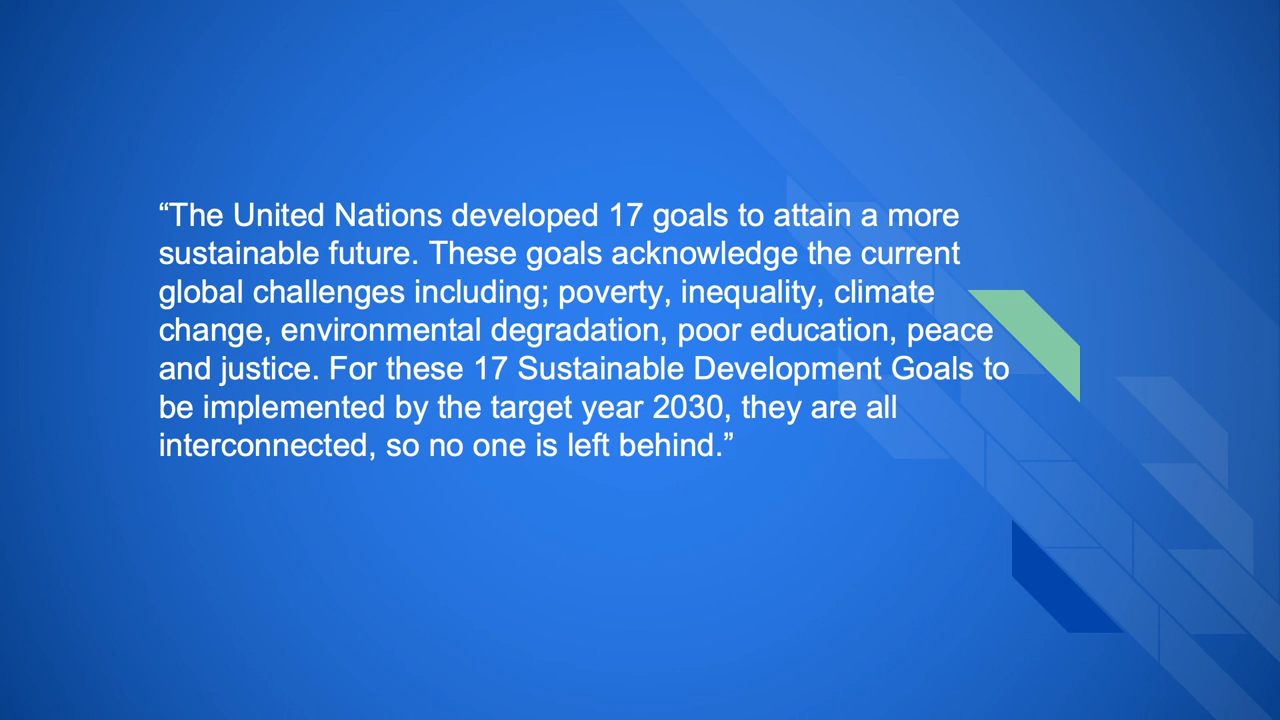 “The United Nations developed 17 goals to attain a more
sustainable future. These goals acknowledge the current
global challenges including; poverty, inequality, climate
change, environmental degradation, poor education, peace
and justice. For these 17 Sustainable Development Goals to
be implemented by the target year 2030, they are all
interconnected, so no one is left behind.”